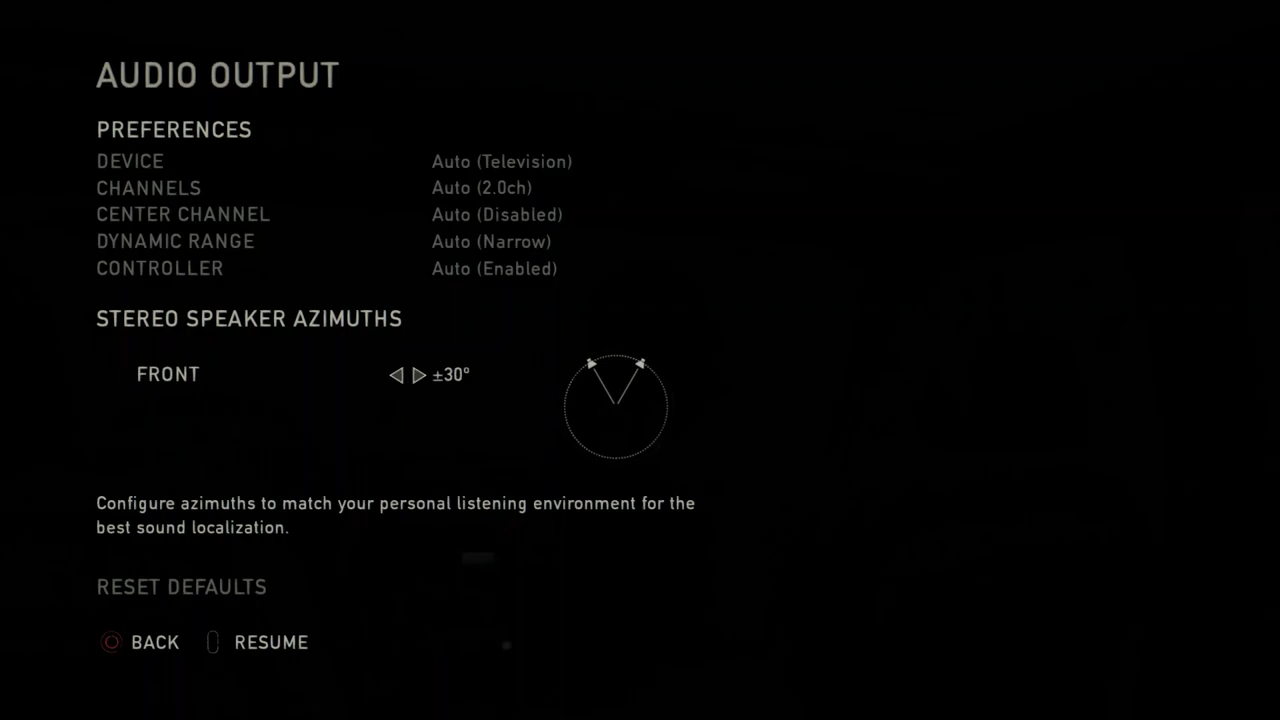 AUDIO OUTPUT
PREFERENCES
DEVICE Auto (Television)
CHANNELS Auto (2.0ch)
CENTER CHANNEL Auto (Disabled)
DYNAMIC RANGE Auto (Narrow)
CONTROLLER Auto (Enabled)
STEREO SPEAKER AZIMUTHS
FRONT ±30°
Configure azimuths to match your personal listening environment for the
best sound localization.
RESET DEFAULTS
BACK RESUME